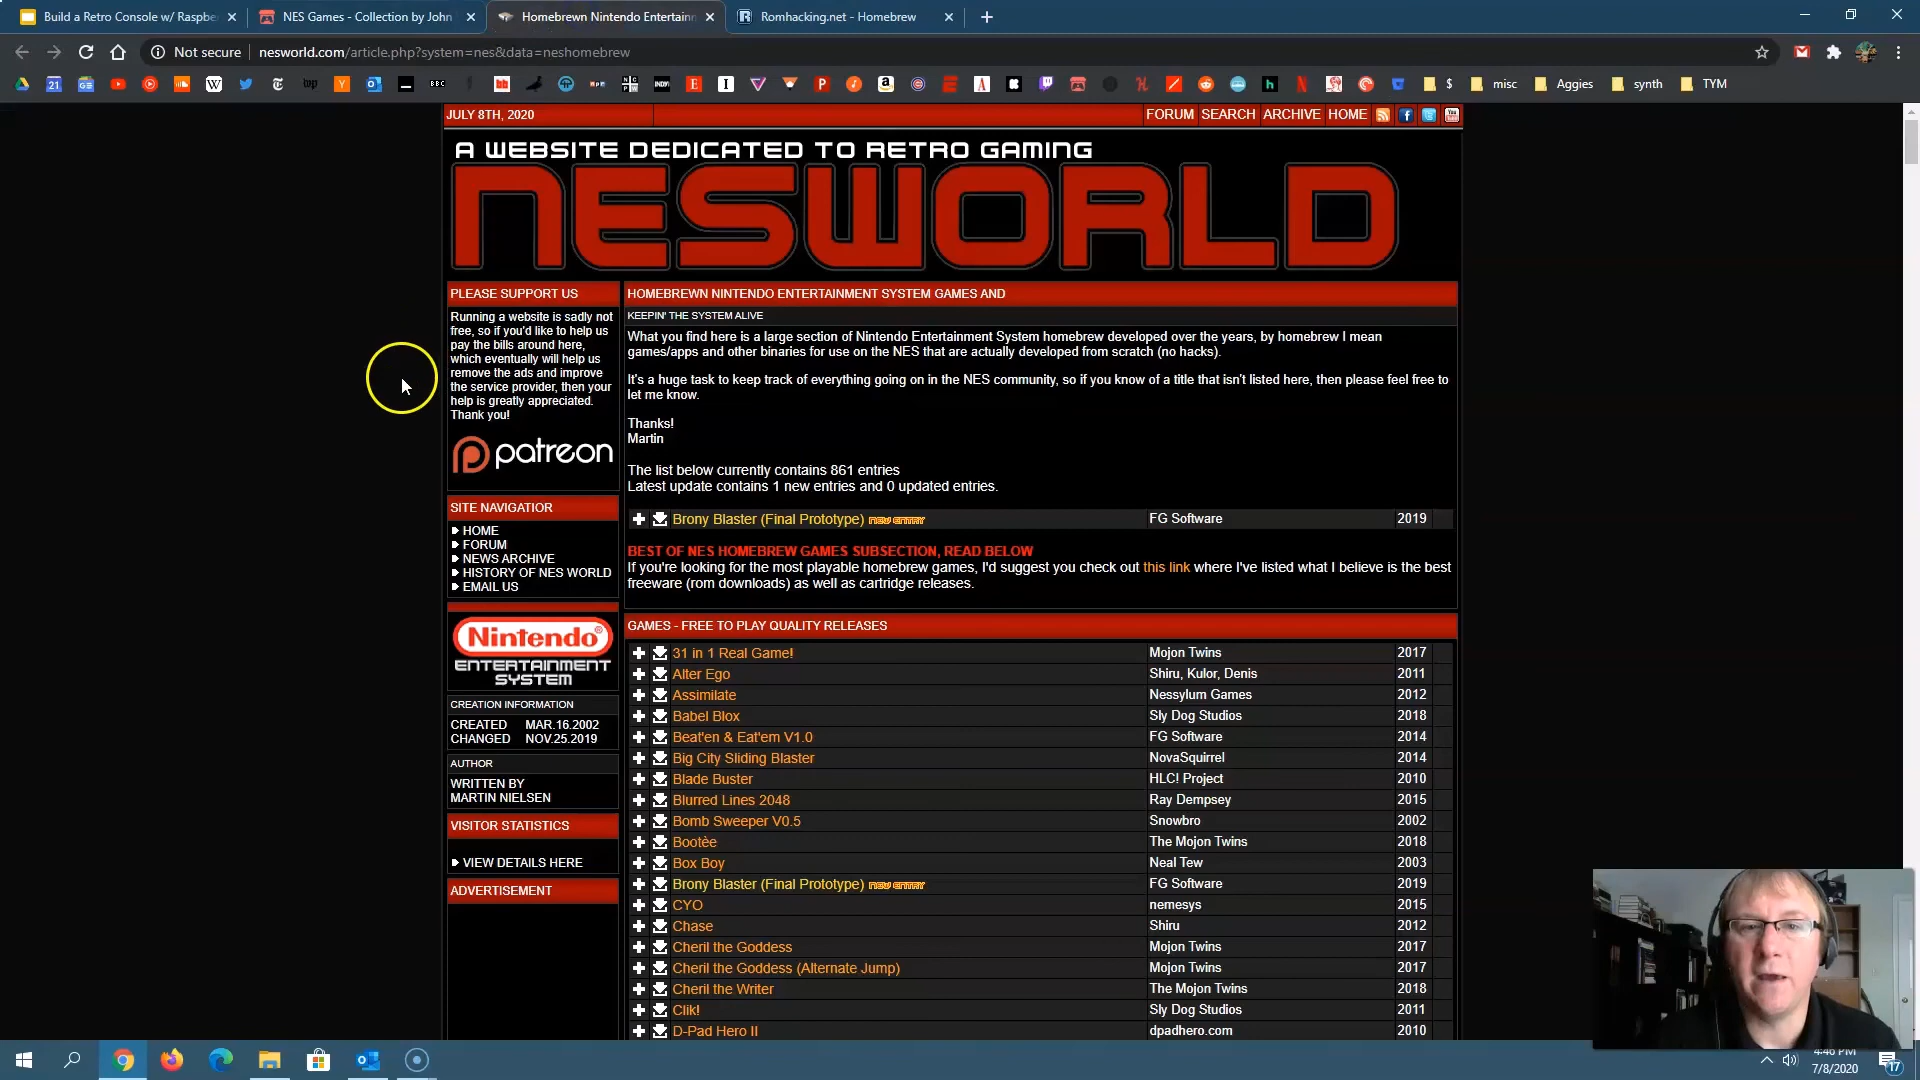 Build a Retro Console w/ Raspbe
NES Games - Collection by John
Homebrewn Nintendo Entertainm
Romhacking.net - Homebrew
Not secure
nesworld.com/article.php?system=nes&data=neshomebrew
$
misc
Aggies
synth
TYM
JULY 8TH, 2020
FORUM SEARCH ARCHIVE HOME
A WEBSITE DEDICATED TO RETRO GAMING
NESWORLD
PLEASE SUPPORT US
Running a website is sadly not
free, so if you'd like to help us
pay the bills around here,
which eventually will help us
remove the ads and improve
the service provider, then your
help is greatly appreciated.
Thank you!
patreon
SITE NAVIGATIOR
HOME
FORUM
NEWS ARCHIVE
HISTORY OF NES WORLD
EMAIL US
Nintendo®
ENTERTAINMENT
SYSTEM
CREATION INFORMATION
CREATED MAR.16.2002
CHANGED NOV.25.2019
AUTHOR
WRITTEN BY
MARTIN NIELSEN
VISITOR STATISTICS
VIEW DETAILS HERE
ADVERTISEMENT
HOMEBREWN NINTENDO ENTERTAINMENT SYSTEM GAMES AND
KEEPIN' THE SYSTEM ALIVE
What you find here is a large section of Nintendo Entertainment System homebrew developed over the years, by homebrew I mean
games/apps and other binaries for use on the NES that are actually developed from scratch (no hacks).
It's a huge task to keep track of everything going on in the NES community, so if you know of a title that isn't listed here, then please feel free to
let me know.
Thanks!
Martin
The list below currently contains 861 entries
Latest update contains 1 new entries and 0 updated entries.
Brony Blaster (Final Prototype) new entry FG Software 2019
BEST OF NES HOMEBREW GAMES SUBSECTION, READ BELOW
If you're looking for the most playable homebrew games, I'd suggest you check out this link where I've listed what I believe is the best
freeware (rom downloads) as well as cartridge releases.
GAMES - FREE TO PLAY QUALITY RELEASES
31 in 1 Real Game! Mojon Twins 2017
Alter Ego Shiru, Kulor, Denis 2011
Assimilate Nessylum Games 2012
Babel Blox Sly Dog Studios 2018
Beat'en & Eat'em V1.0 FG Software 2014
Big City Sliding Blaster NovaSquirrel 2014
Blade Buster HLC! Project 2010
Blurred Lines 2048 Ray Dempsey 2015
Bomb Sweeper V0.5 Snowbro 2002
Bootèe The Mojon Twins 2018
Box Boy Neal Tew 2003
Brony Blaster (Final Prototype) new entry FG Software 2019
CYO nemesys 2015
Chase Shiru 2012
Cheril the Goddess Mojon Twins 2017
Cheril the Goddess (Alternate Jump) Mojon Twins 2017
Cheril the Writer The Mojon Twins 2018
Clik! Sly Dog Studios 2011
D-Pad Hero II dpadhero.com 2010
4:46 PM
7/8/2020
17